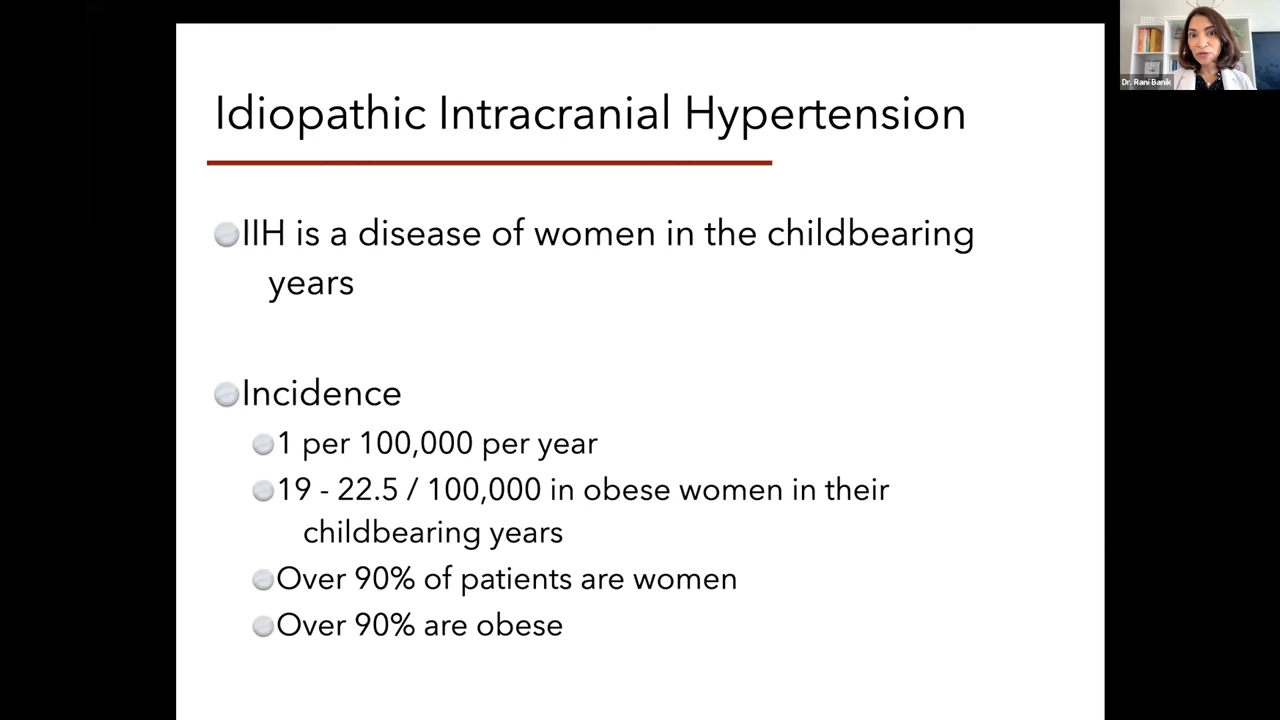 Idiopathic Intracranial Hypertension
IIH is a disease of women in the childbearing
years
Incidence
1 per 100,000 per year
19 - 22.5 / 100,000 in obese women in their
childbearing years
Over 90% of patients are women
Over 90% are obese
Dr. Rani Banik